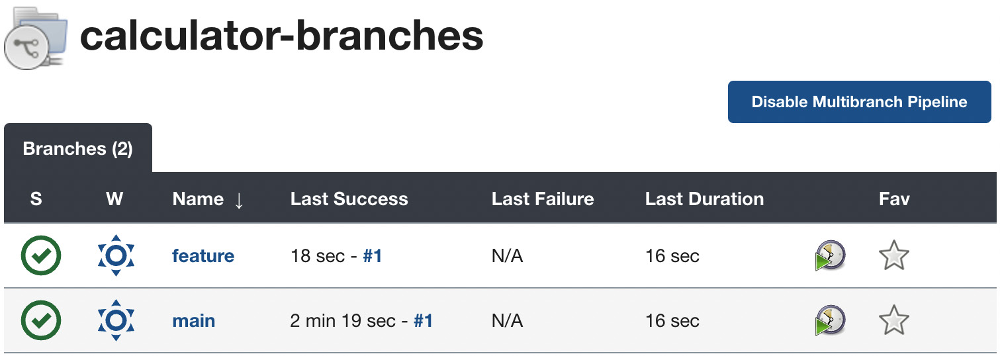 calculator-branches
Disable Multibranch Pipeline
Branches (2)
S W Name ↓ Last Success Last Failure Last Duration Fav
feature 18 sec - #1 N/A 16 sec
main 2 min 19 sec - #1 N/A 16 sec